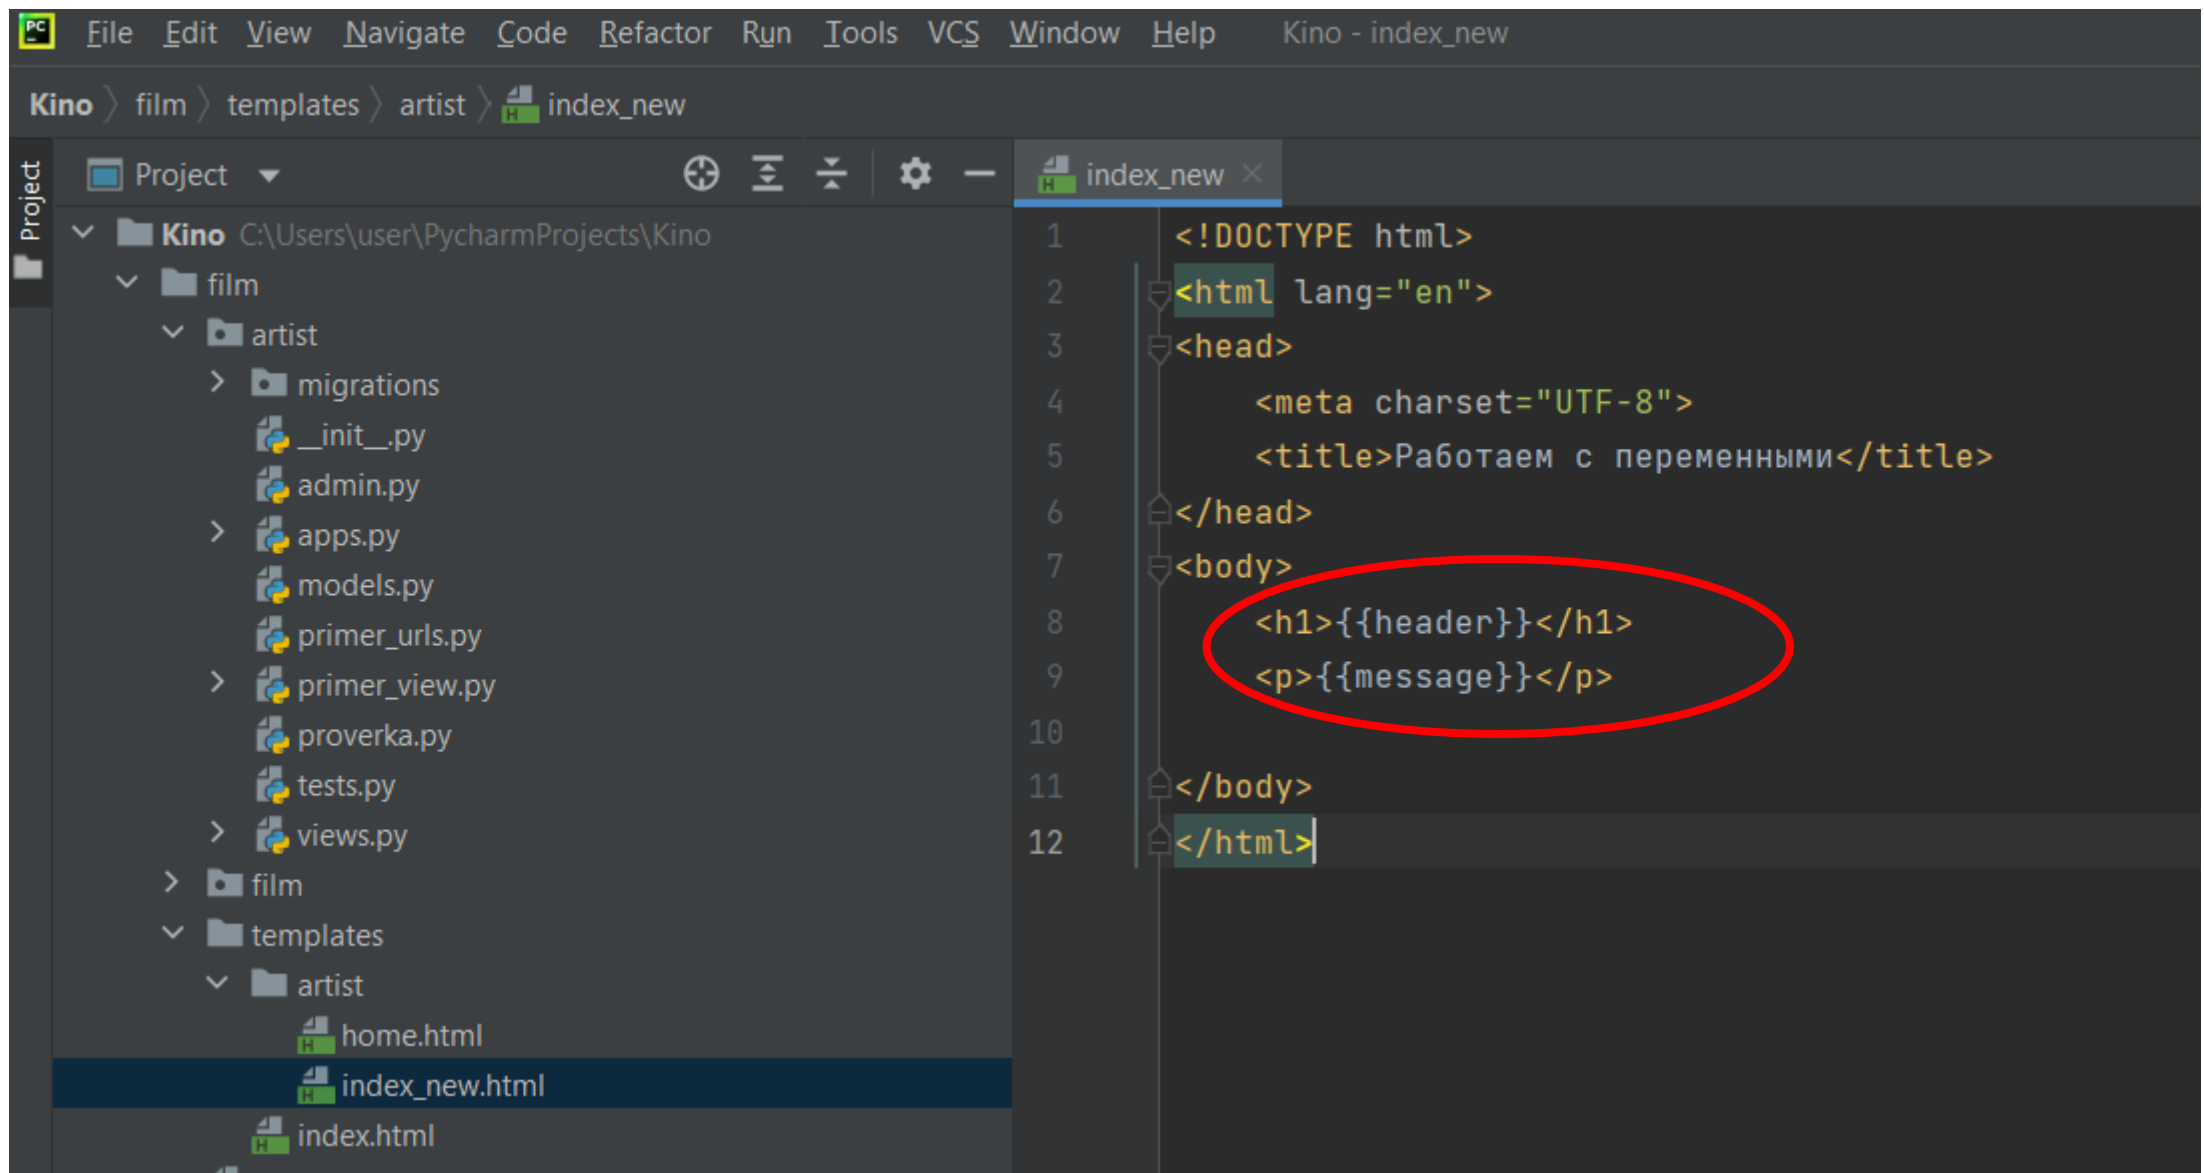 PC File Edit View Navigate Code Refactor Run Tools VCS Window Help Kino - index_new
Kino film templates artist H index_new
Project
Project
Kino C:\Users\user\PycharmProjects\Kino
film
artist
migrations
__init__.py
admin.py
apps.py
models.py
primer_urls.py
primer_view.py
proverka.py
tests.py
views.py
film
templates
artist
H home.html
H index_new.html
H index.html
H index_new
1 <!DOCTYPE html>
2 <html lang="en">
3 <head>
4 <meta charset="UTF-8">
5 <title>Работаем с переменными</title>
6 </head>
7 <body>
8 <h1>{{header}}</h1>
9 <p>{{message}}</p>
10
11 </body>
12 </html>